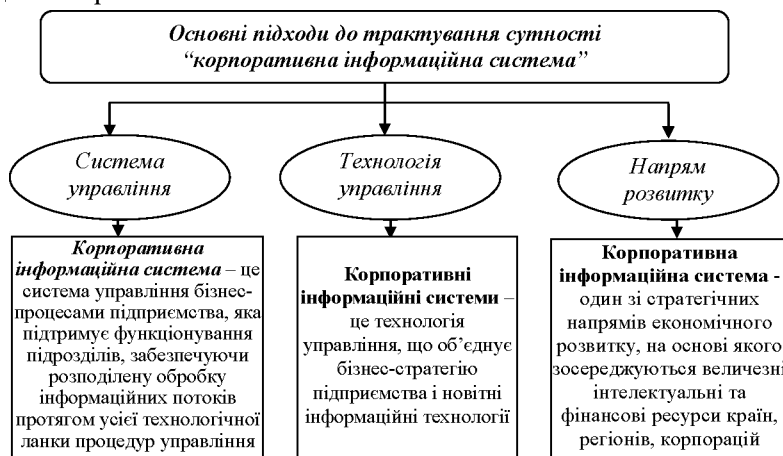 Основні підходи до трактування сутності
“корпоративна інформаційна система”
Система
управління
Технологія
управління
Напрям
розвитку
Корпоративна
інформаційна система – це
система управління бізнес-
процесами підприємства, яка
підтримує функціонування
підрозділів, забезпечуючи
розподілену обробку
інформаційних потоків
протягом усієї технологічної
ланки процедур управління
Корпоративні
інформаційні системи –
це технологія
управління, що об’єднує
бізнес-стратегію
підприємства і новітні
інформаційні технології
Корпоративна
інформаційна система -
один зі стратегічних
напрямів економічного
розвитку, на основі якого
зосереджуються величезні
інтелектуальні та
фінансові ресурси країн,
регіонів, корпорацій